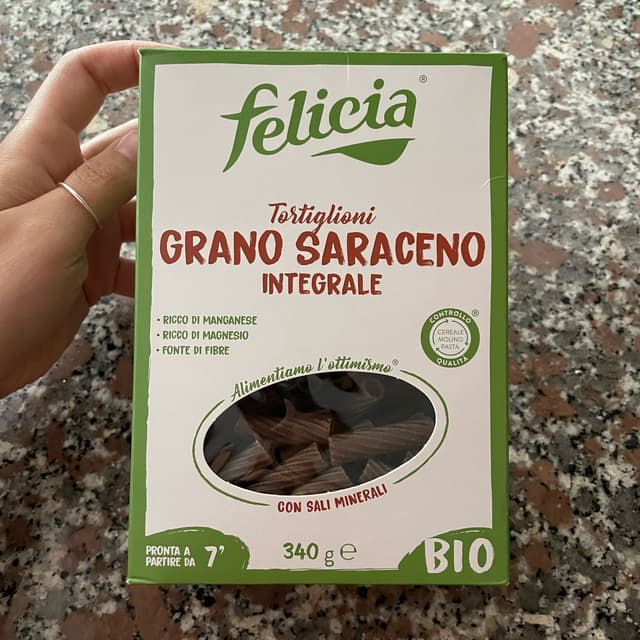 felicia®
Tortiglioni
GRANO SARACENO
INTEGRALE
• RICCO DI MANGANESE
• RICCO DI MAGNESIO
• FONTE DI FIBRE
CONTROLLO®
CEREALE
MOLINO
PASTA
QUALITÀ
Alimentiamo l'ottimismo®
CON SALI MINERALI
PRONTA A
PARTIRE DA 7'
340 g e
BIO